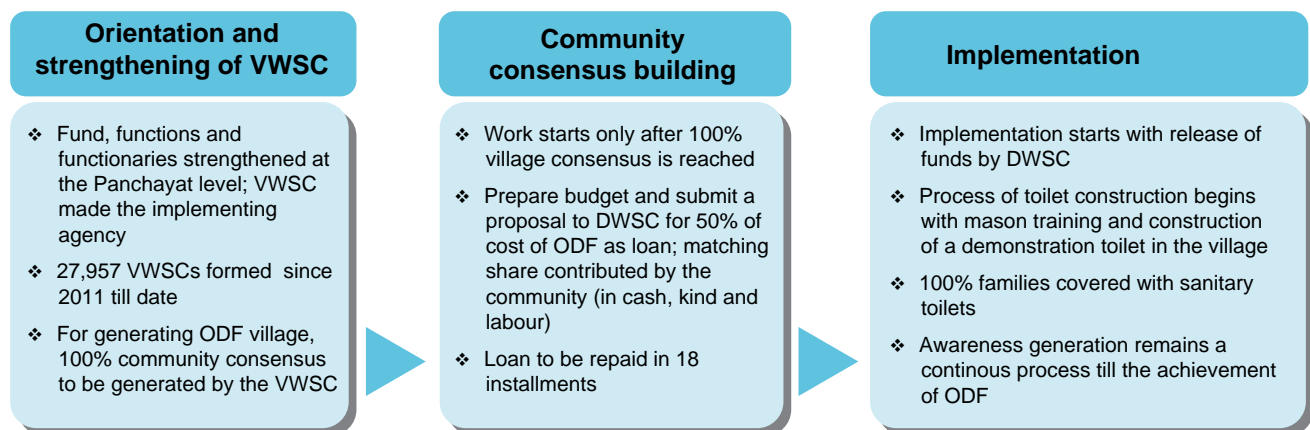 Orientation and
strengthening of VWSC
❖ Fund, functions and
functionaries strengthened at
the Panchayat level; VWSC
made the implementing
agency
❖ 27,957 VWSCs formed since
2011 till date
❖ For generating ODF village,
100% community consensus
to be generated by the VWSC
Community
consensus building
❖ Work starts only after 100%
village consensus is reached
❖ Prepare budget and submit a
proposal to DWSC for 50% of
cost of ODF as loan; matching
share contributed by the
community (in cash, kind and
labour)
❖ Loan to be repaid in 18
installments
Implementation
❖ Implementation starts with release of
funds by DWSC
❖ Process of toilet construction begins
with mason training and construction
of a demonstration toilet in the village
❖ 100% families covered with sanitary
toilets
❖ Awareness generation remains a
continous process till the achievement
of ODF